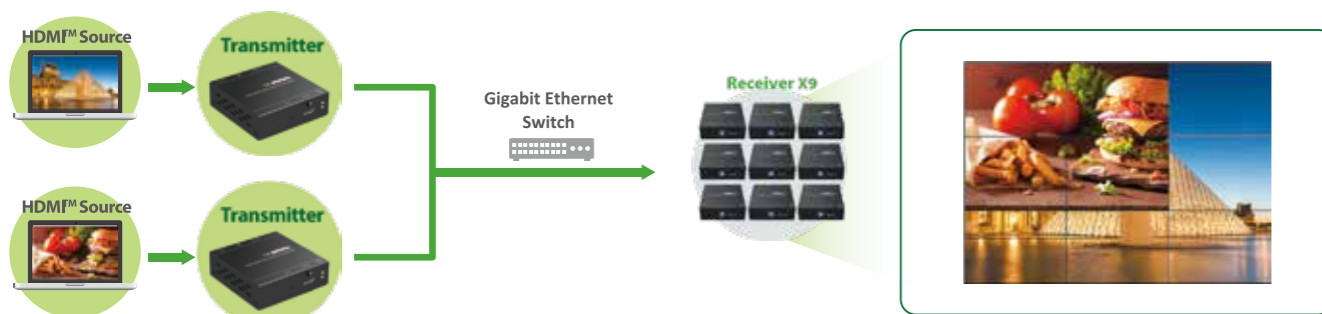 HDMI™ Source
Transmitter
Gigabit Ethernet
Switch
Receiver X9
HDMI™ Source
Transmitter